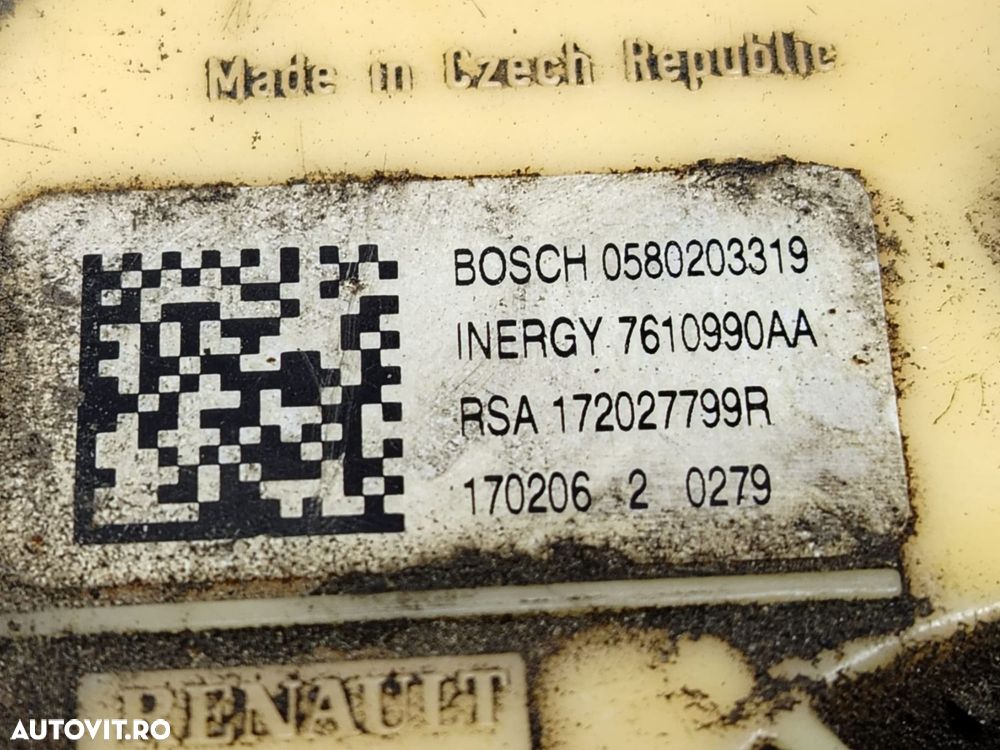 Made in Czech Republic
BOSCH 0580203319
INERGY 7610990AA
RSA 172027799R
170206 2 0279
RENAULT
AUTOVIT.RO